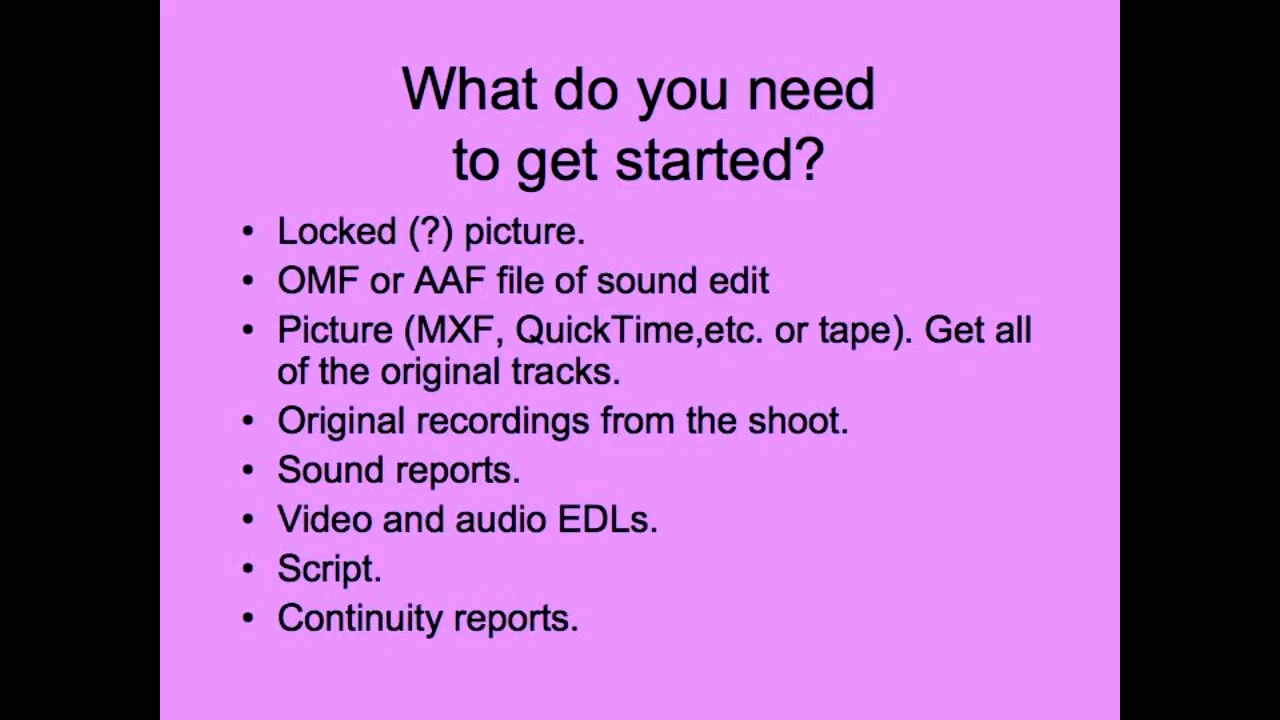 What do you need
to get started?
• Locked (?) picture.
• OMF or AAF file of sound edit
• Picture (MXF, QuickTime,etc. or tape). Get all
of the original tracks.
• Original recordings from the shoot.
• Sound reports.
• Video and audio EDLs.
• Script.
• Continuity reports.